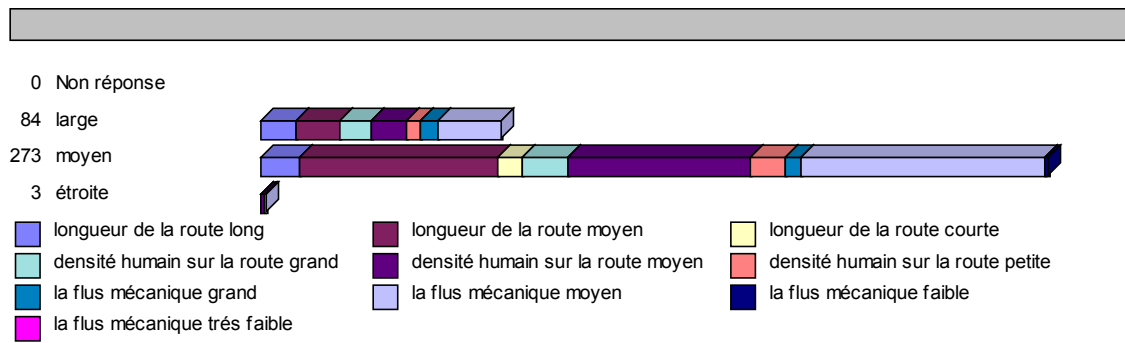 0 Non réponse
84 large
273 moyen
3 étroite
longueur de la route long longueur de la route moyen longueur de la route courte
densité humain sur la route grand densité humain sur la route moyen densité humain sur la route petite
la flus mécanique grand la flus mécanique moyen la flus mécanique faible
la flus mécanique trés faible